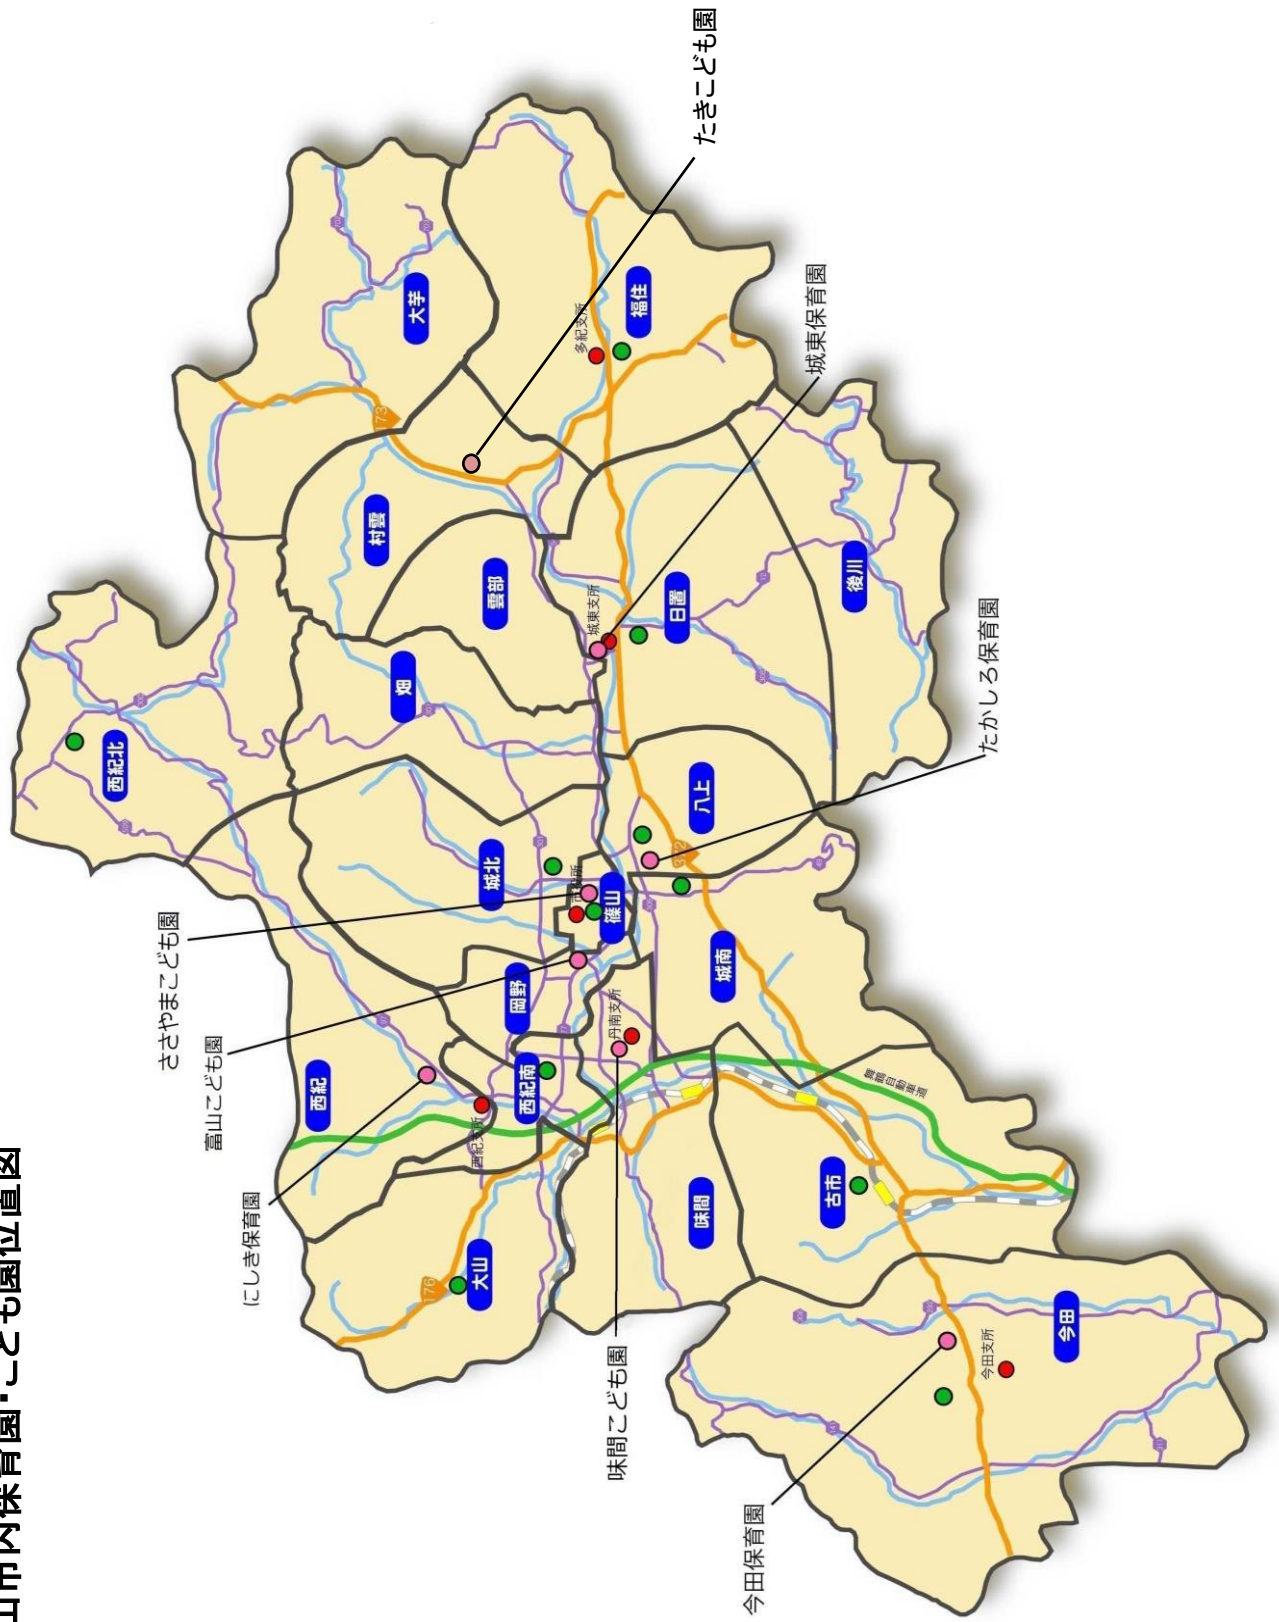 山市内保育園・こども園位置図
たきこども園
城東保育園
たかしろ保育園
ささやまこども園
富山こども園
にしき保育園
味間こども園
今田保育園
西紀北
大芋
福住
多紀支所
村雲
雲部
畑
城東支所
日置
後川
八上
城北
市役所
篠山
岡野
城南
丹南支所
西紀
西紀南
西紀支所
大山
味間
古市
今田
今田支所
舞鶴自動車道
173
372
176